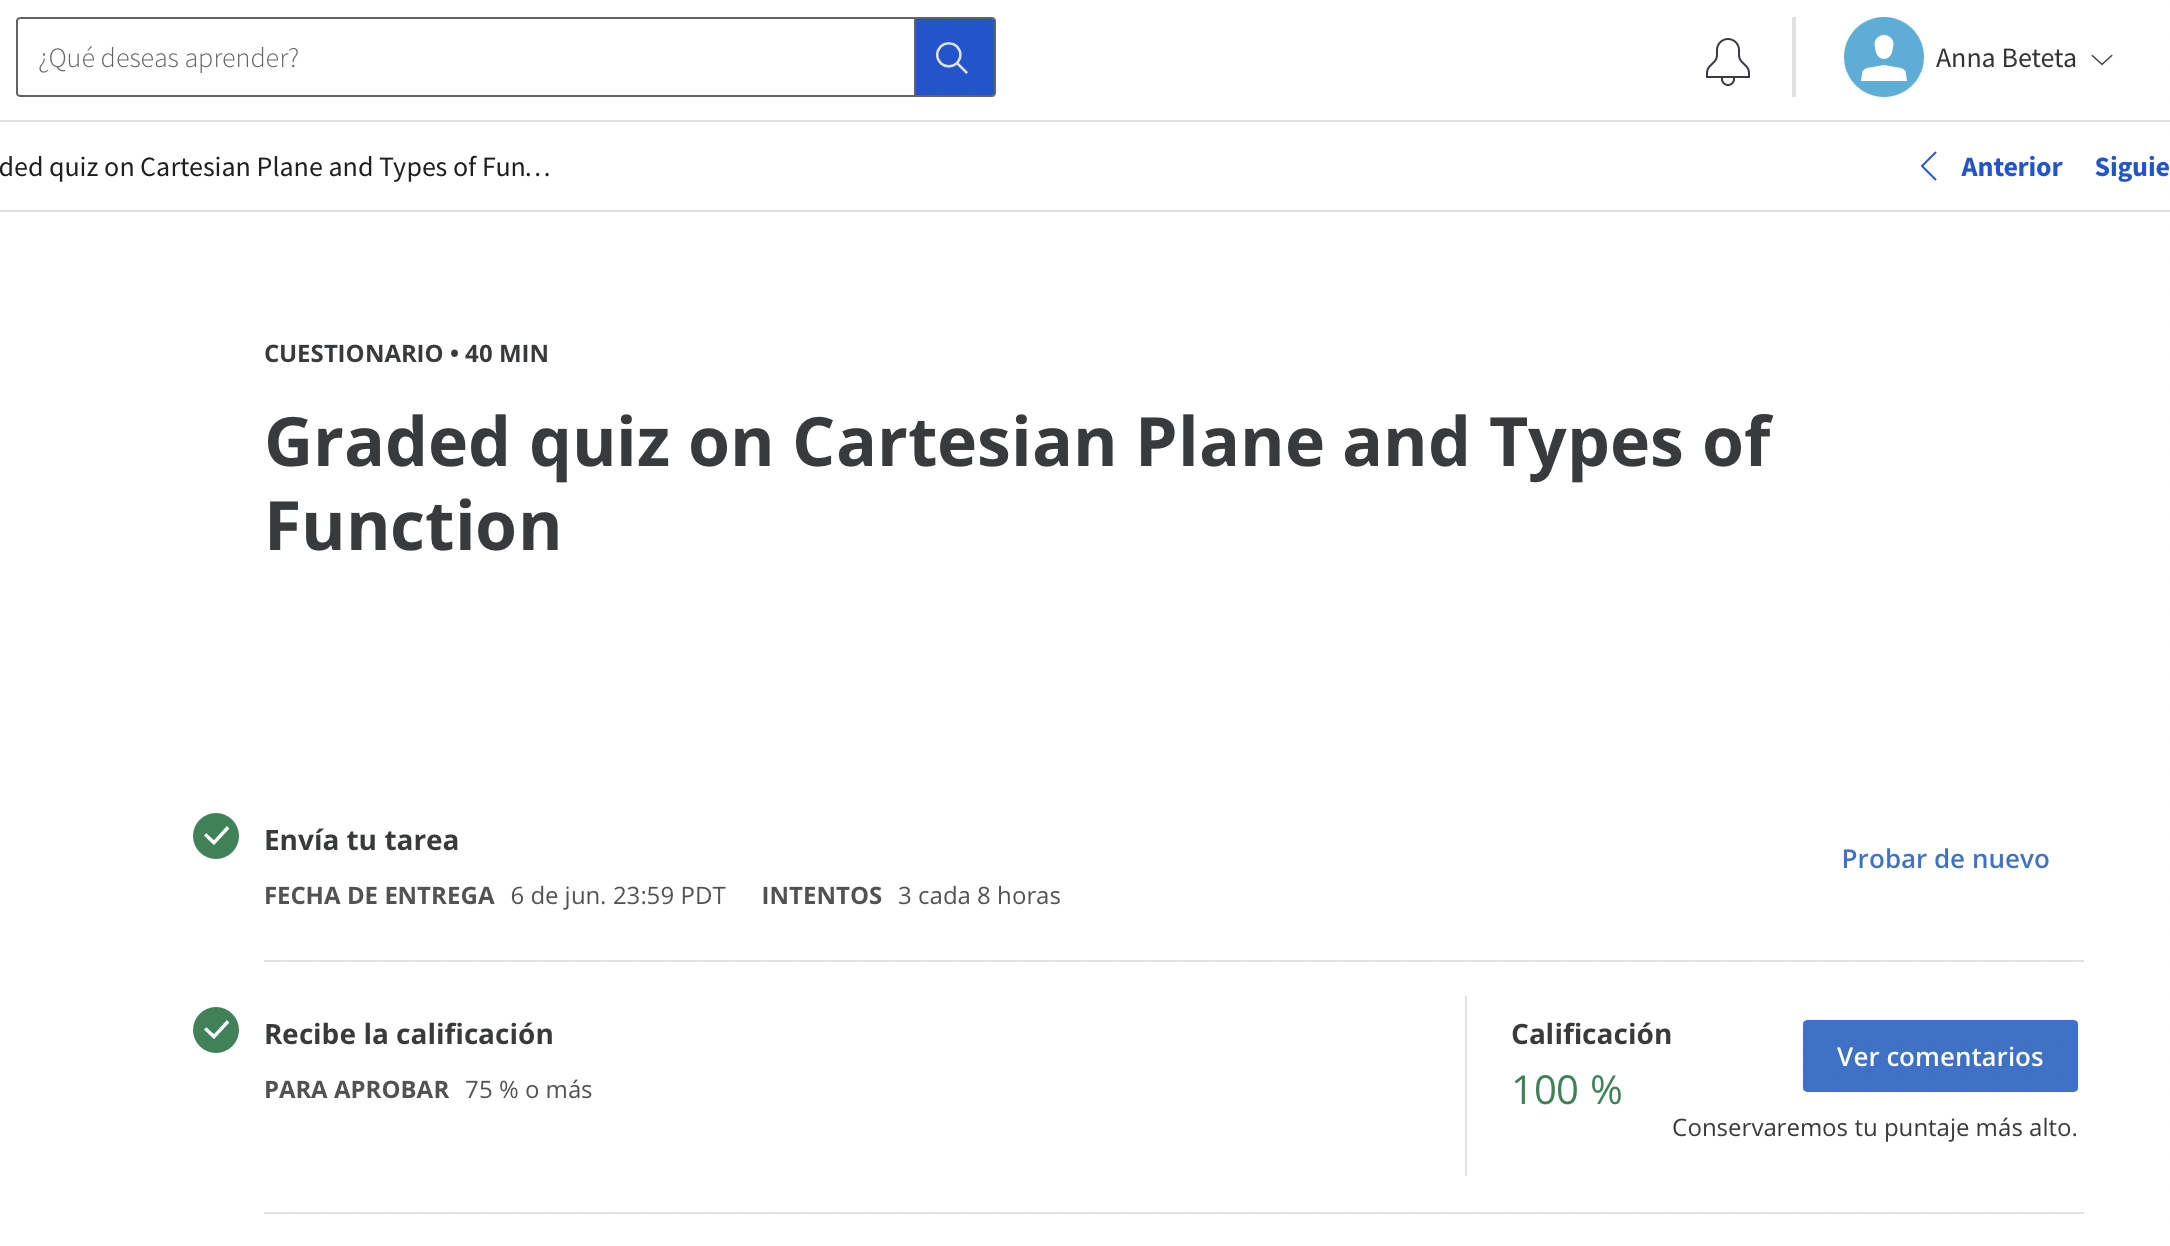 ¿Qué deseas aprender?
Anna Beteta
ded quiz on Cartesian Plane and Types of Fun...
Anterior
Siguie
CUESTIONARIO • 40 MIN
Graded quiz on Cartesian Plane and Types of
Function
Envía tu tarea
Probar de nuevo
FECHA DE ENTREGA 6 de jun. 23:59 PDT INTENTOS 3 cada 8 horas
Recibe la calificación
PARA APROBAR 75 % o más
Calificación
100 %
Ver comentarios
Conservaremos tu puntaje más alto.